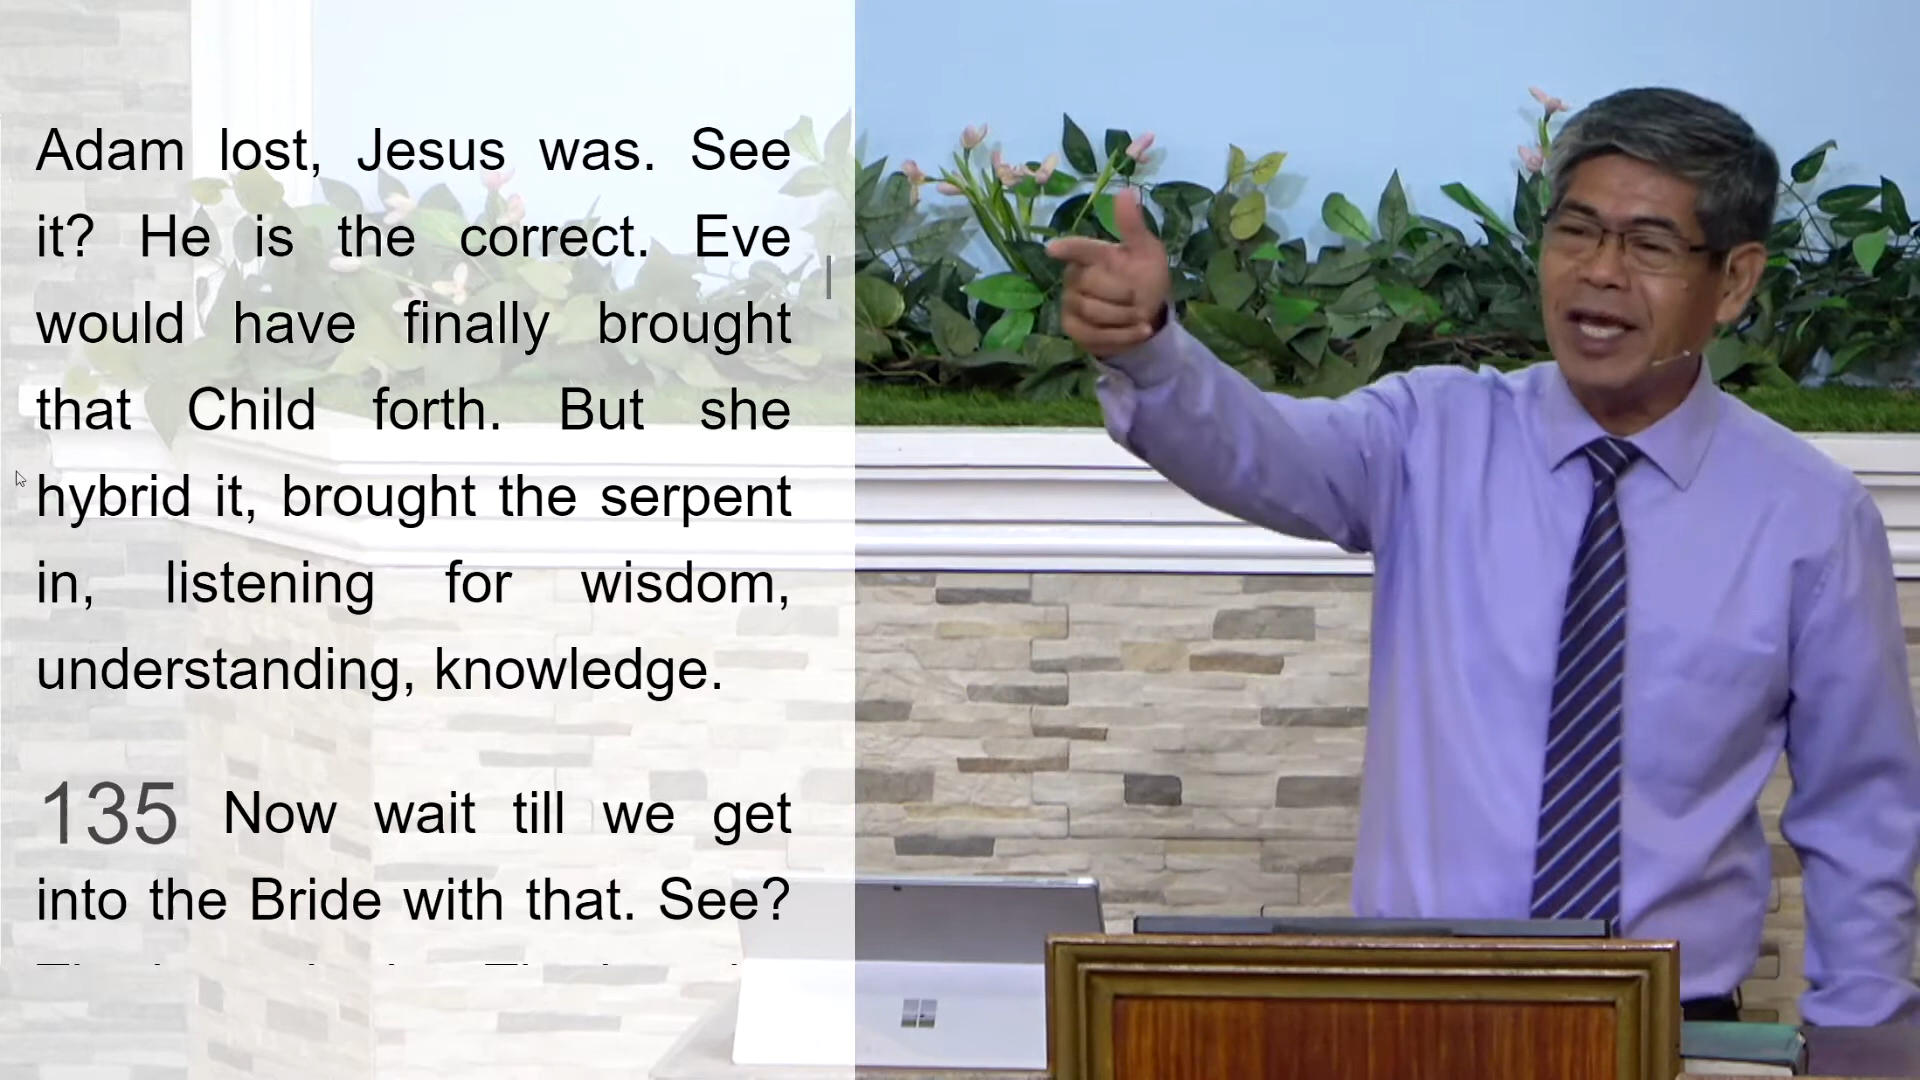 Adam lost, Jesus was. See
it? He is the correct. Eve
would have finally brought
that Child forth. But she
hybrid it, brought the serpent
in, listening for wisdom,
understanding, knowledge.
135 Now wait till we get
into the Bride with that. See?